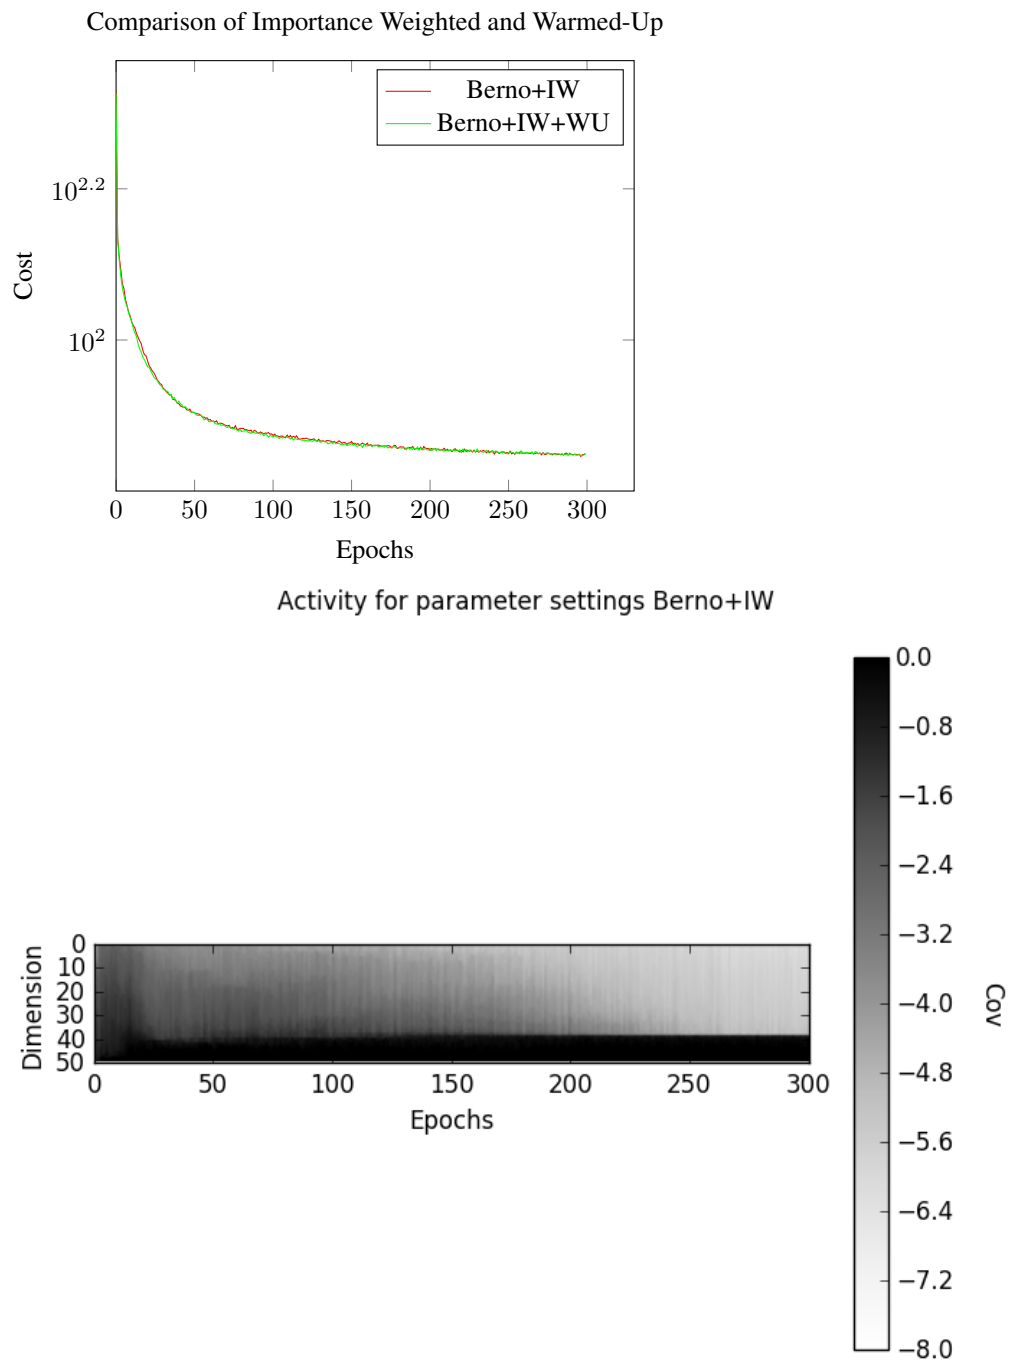 Comparison of Importance Weighted and Warmed-Up
Berno+IW
Berno+IW+WU
10^2.2
10^2
Cost
0 50 100 150 200 250 300
Epochs
Activity for parameter settings Berno+IW
0
10
20
30
40
50
Dimension
0 50 100 150 200 250 300
Epochs
0.0
−0.8
−1.6
−2.4
−3.2
−4.0
−4.8
−5.6
−6.4
−7.2
−8.0
Cov